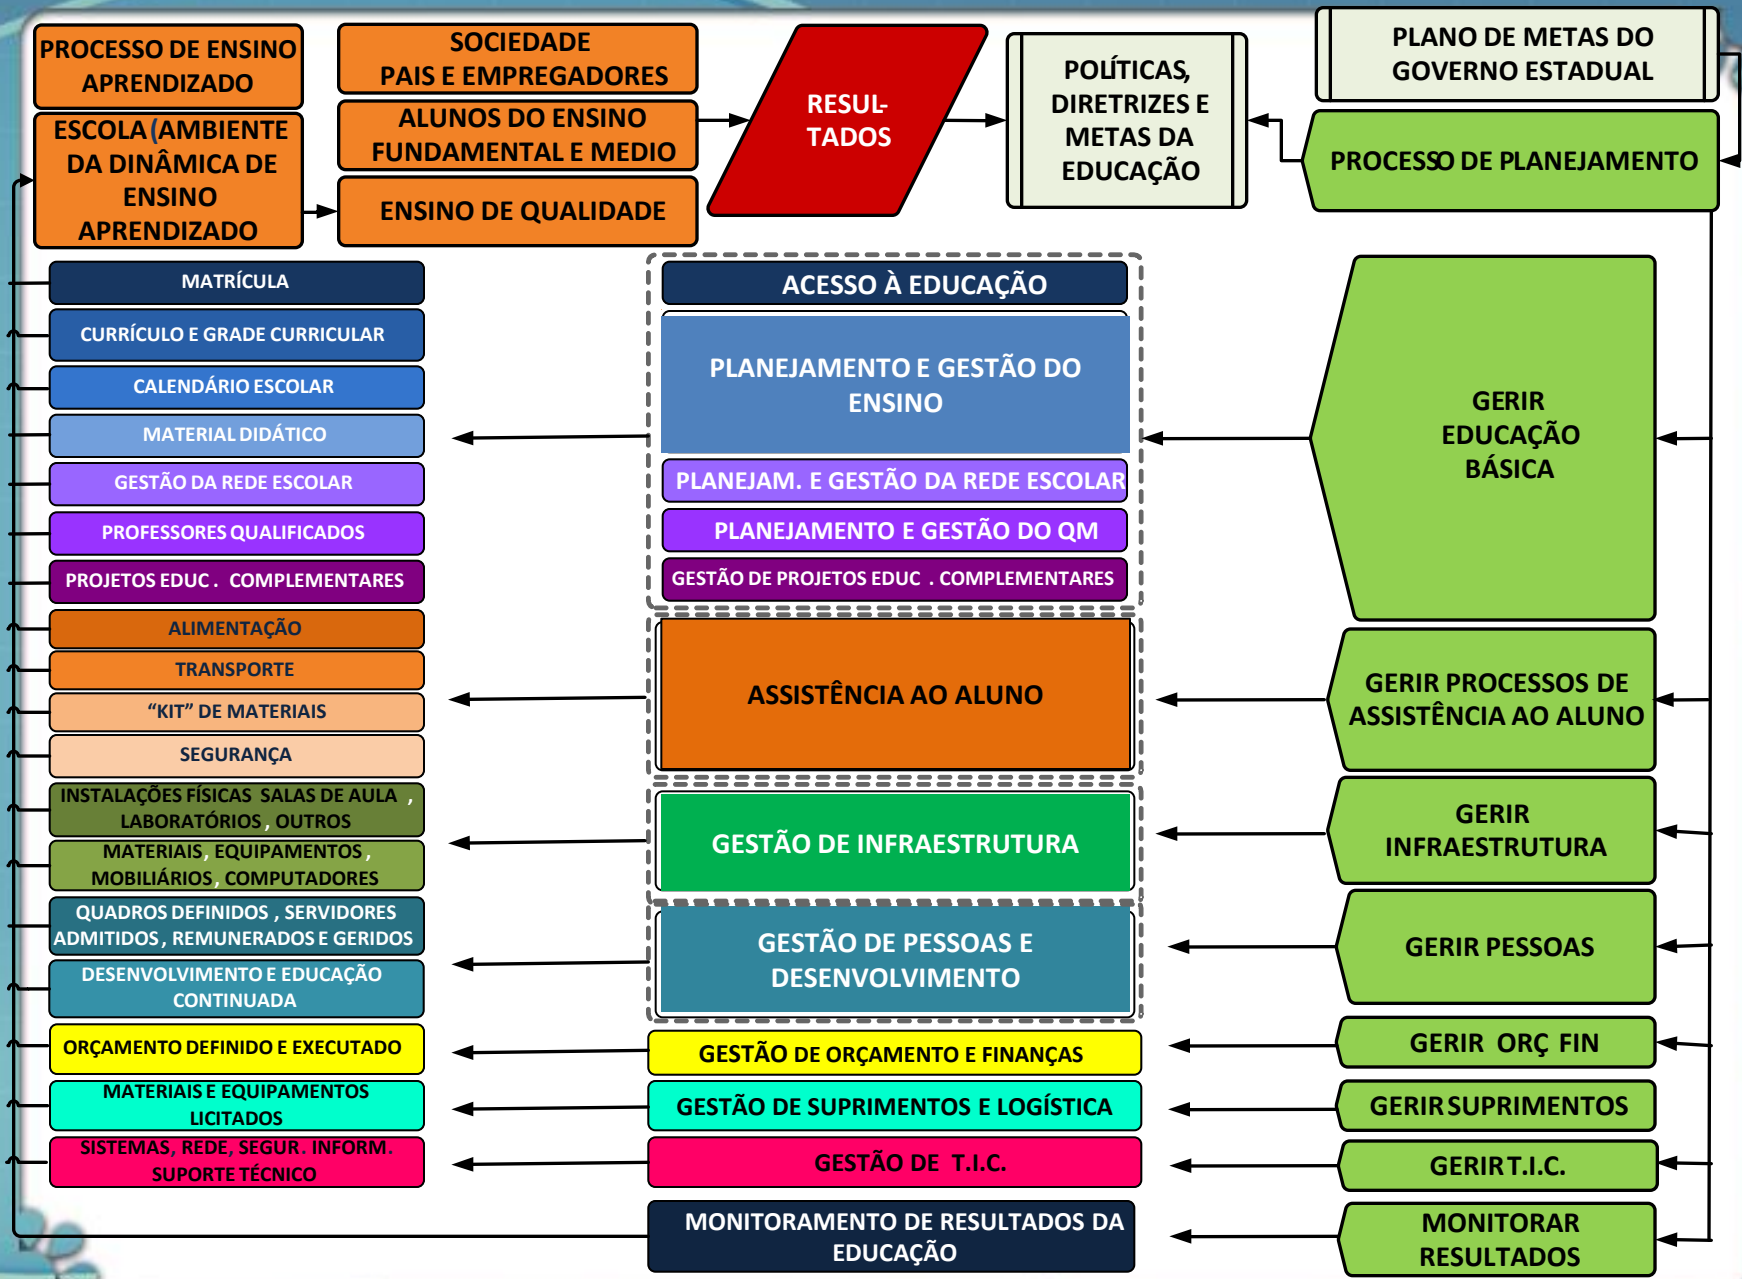 PROCESSO DE ENSINO
APRENDIZADO
SOCIEDADE
PAIS E EMPREGADORES
RESUL-
TADOS
POLÍTICAS,
DIRETRIZES E
METAS DA
EDUCAÇÃO
PLANO DE METAS DO
GOVERNO ESTADUAL
ESCOLA (AMBIENTE
DA DINÂMICA DE
ENSINO
APRENDIZADO
ALUNOS DO ENSINO
FUNDAMENTAL E MEDIO
ENSINO DE QUALIDADE
PROCESSO DE PLANEJAMENTO
MATRÍCULA
CURRÍCULO E GRADE CURRICULAR
CALENDÁRIO ESCOLAR
MATERIAL DIDÁTICO
GESTÃO DA REDE ESCOLAR
PROFESSORES QUALIFICADOS
PROJETOS EDUC . COMPLEMENTARES
ACESSO À EDUCAÇÃO
PLANEJAMENTO E GESTÃO DO
ENSINO
PLANEJAM. E GESTÃO DA REDE ESCOLAR
PLANEJAMENTO E GESTÃO DO QM
GESTÃO DE PROJETOS EDUC . COMPLEMENTARES
GERIR
EDUCAÇÃO
BÁSICA
ALIMENTAÇÃO
TRANSPORTE
“KIT” DE MATERIAIS
SEGURANÇA
ASSISTÊNCIA AO ALUNO
GERIR PROCESSOS DE
ASSISTÊNCIA AO ALUNO
INSTALAÇÕES FÍSICAS SALAS DE AULA ,
LABORATÓRIOS , OUTROS
MATERIAIS, EQUIPAMENTOS ,
MOBILIÁRIOS, COMPUTADORES
GESTÃO DE INFRAESTRUTURA
GERIR
INFRAESTRUTURA
QUADROS DEFINIDOS , SERVIDORES
ADMITIDOS , REMUNERADOS E GERIDOS
DESENVOLVIMENTO E EDUCAÇÃO
CONTINUADA
GESTÃO DE PESSOAS E
DESENVOLVIMENTO
GERIR PESSOAS
ORÇAMENTO DEFINIDO E EXECUTADO
GESTÃO DE ORÇAMENTO E FINANÇAS
GERIR ORÇ FIN
MATERIAIS E EQUIPAMENTOS
LICITADOS
GESTÃO DE SUPRIMENTOS E LOGÍSTICA
GERIR SUPRIMENTOS
SISTEMAS, REDE, SEGUR. INFORM.
SUPORTE TÉCNICO
GESTÃO DE T.I.C.
GERIR T.I.C.
MONITORAMENTO DE RESULTADOS DA
EDUCAÇÃO
MONITORAR
RESULTADOS